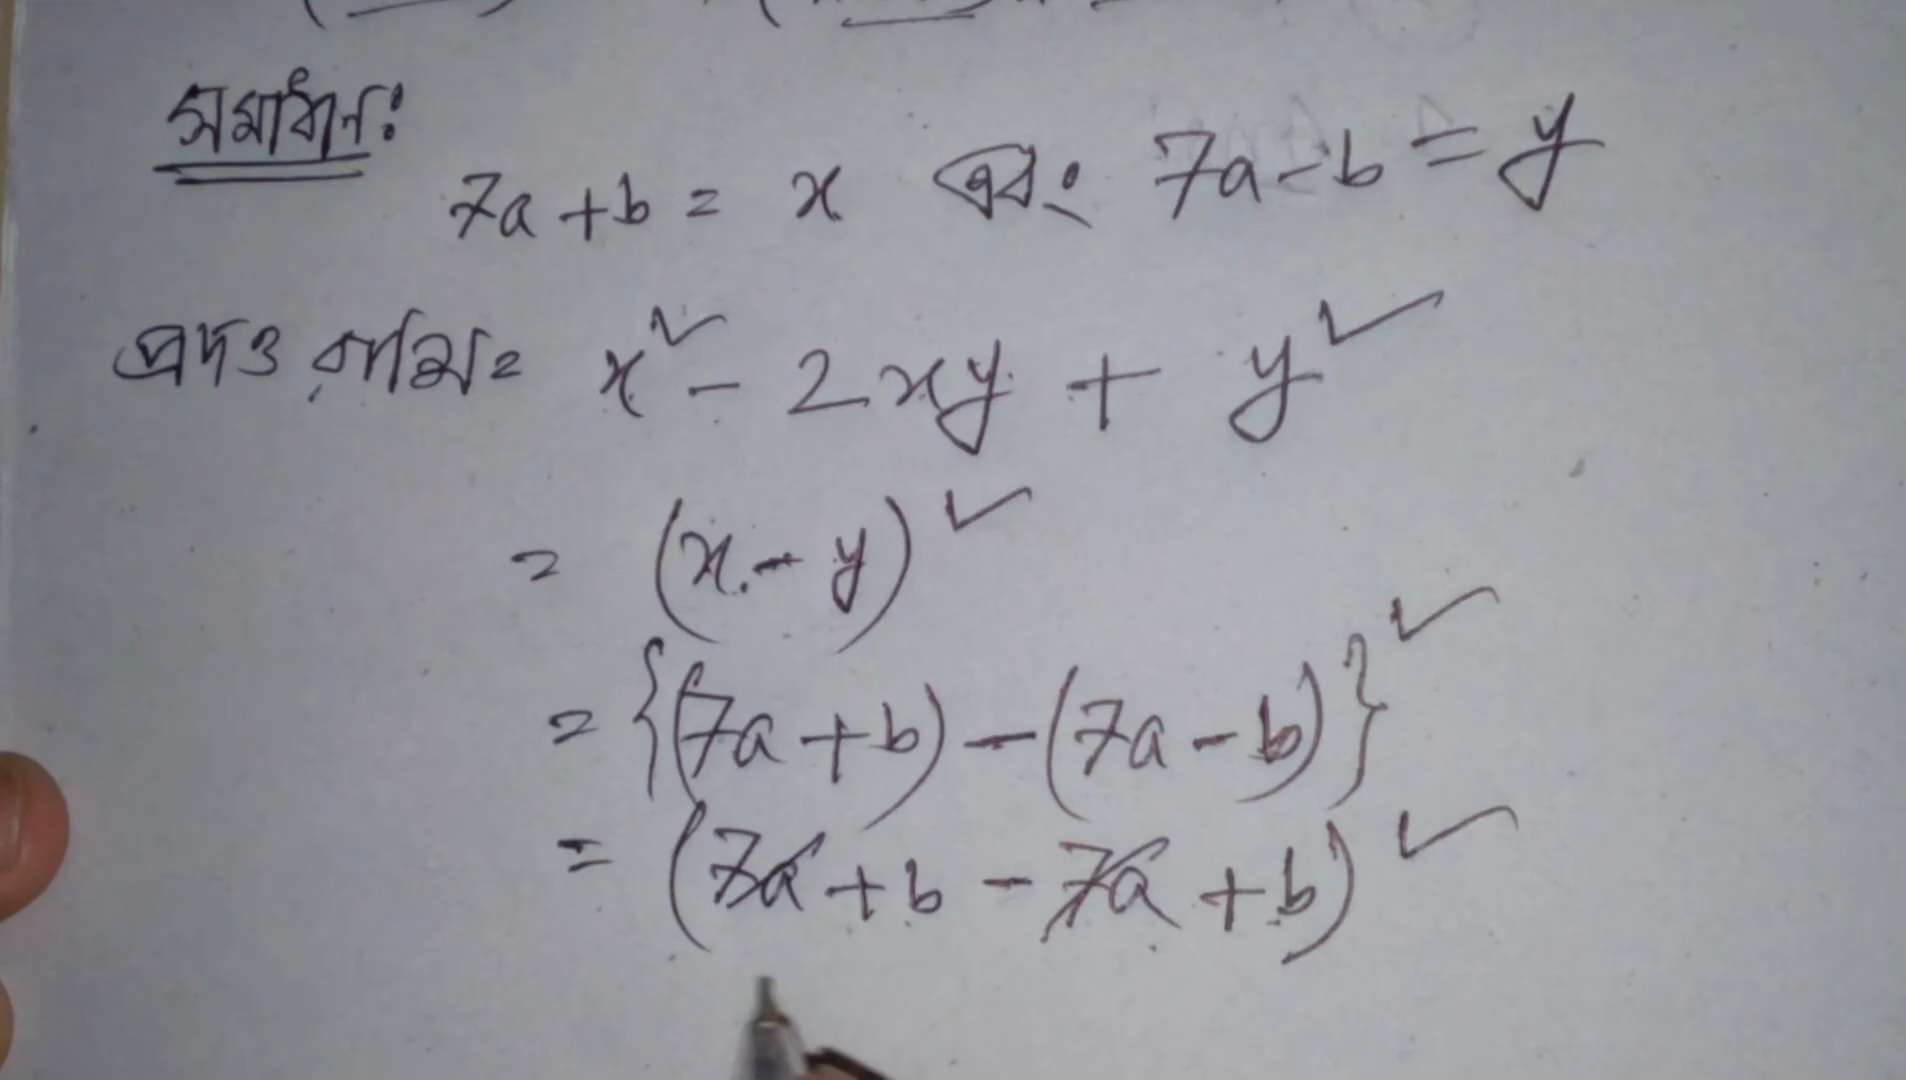 সমাধানঃ
7a + b = x এবং 7a - b = y
প্রদত্ত রাশি = x² - 2xy + y²
= (x - y)²
= {(7a + b) - (7a - b)}²
= (7a + b - 7a + b)²